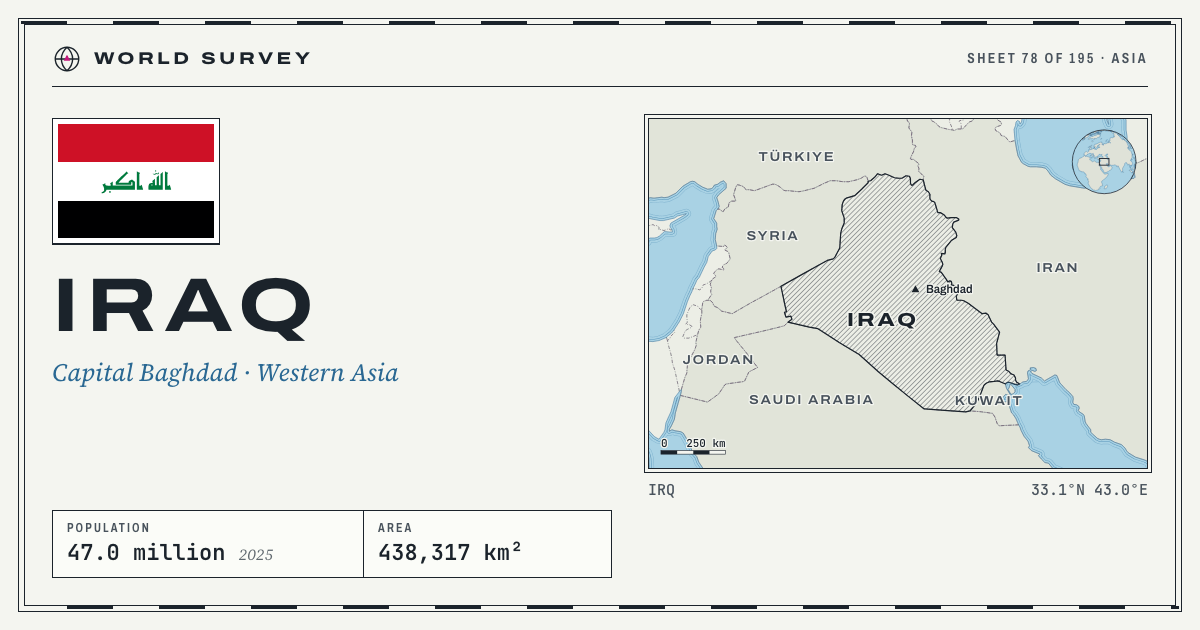 WORLD SURVEY
SHEET 78 OF 195 · ASIA
الله اكبر
IRAQ
Capital Baghdad · Western Asia
POPULATION
47.0 million 2025
AREA
438,317 km²
TÜRKIYE
SYRIA
IRAN
Baghdad
IRAQ
JORDAN
SAUDI ARABIA
KUWAIT
0 250 km
IRQ
33.1°N 43.0°E